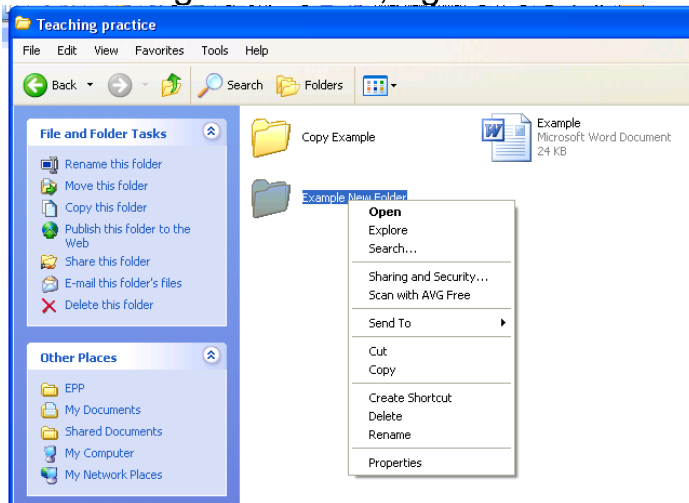 Teaching practice
File Edit View Favorites Tools Help
Back Search Folders
File and Folder Tasks
Rename this folder
Move this folder
Copy this folder
Publish this folder to the
Web
Share this folder
E-mail this folder's files
Delete this folder
Other Places
EPP
My Documents
Shared Documents
My Computer
My Network Places
Copy Example
Example
Microsoft Word Document
24 KB
Example New Folder
Open
Explore
Search...
Sharing and Security...
Scan with AVG Free
Send To
Cut
Copy
Create Shortcut
Delete
Rename
Properties